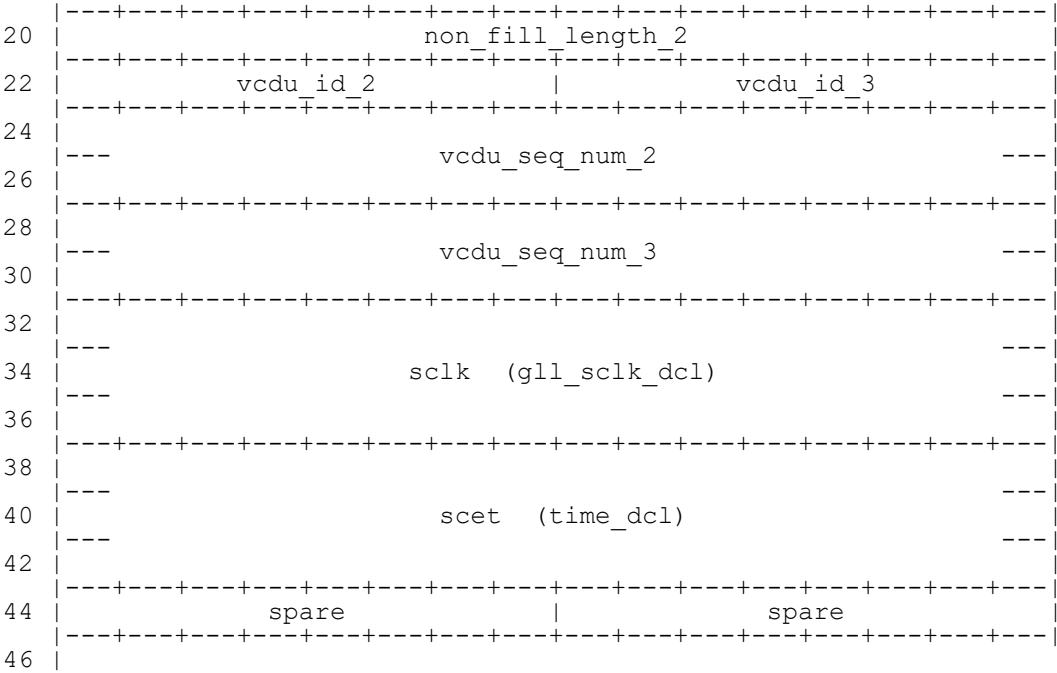 |---+---+---+---+---+---+---+---+---+---+---+---+---+---+---+---|
20 | non_fill_length_2 |
|---+---+---+---+---+---+---+---+---+---+---+---+---+---+---+---|
22 | vcdu_id_2 | vcdu_id_3 |
|---+---+---+---+---+---+---+---+---+---+---+---+---+---+---+---|
24 | |
|--- vcdu_seq_num_2 ---|
26 | |
|---+---+---+---+---+---+---+---+---+---+---+---+---+---+---+---|
28 | |
|--- vcdu_seq_num_3 ---|
30 | |
|---+---+---+---+---+---+---+---+---+---+---+---+---+---+---+---|
32 | |
|--- ---|
34 | sclk (gll_sclk_dcl) |
|--- ---|
36 | |
|---+---+---+---+---+---+---+---+---+---+---+---+---+---+---+---|
38 | |
|--- ---|
40 | scet (time_dcl) |
|--- ---|
42 | |
|---+---+---+---+---+---+---+---+---+---+---+---+---+---+---+---|
44 | spare | spare |
|---+---+---+---+---+---+---+---+---+---+---+---+---+---+---+---|
46 |